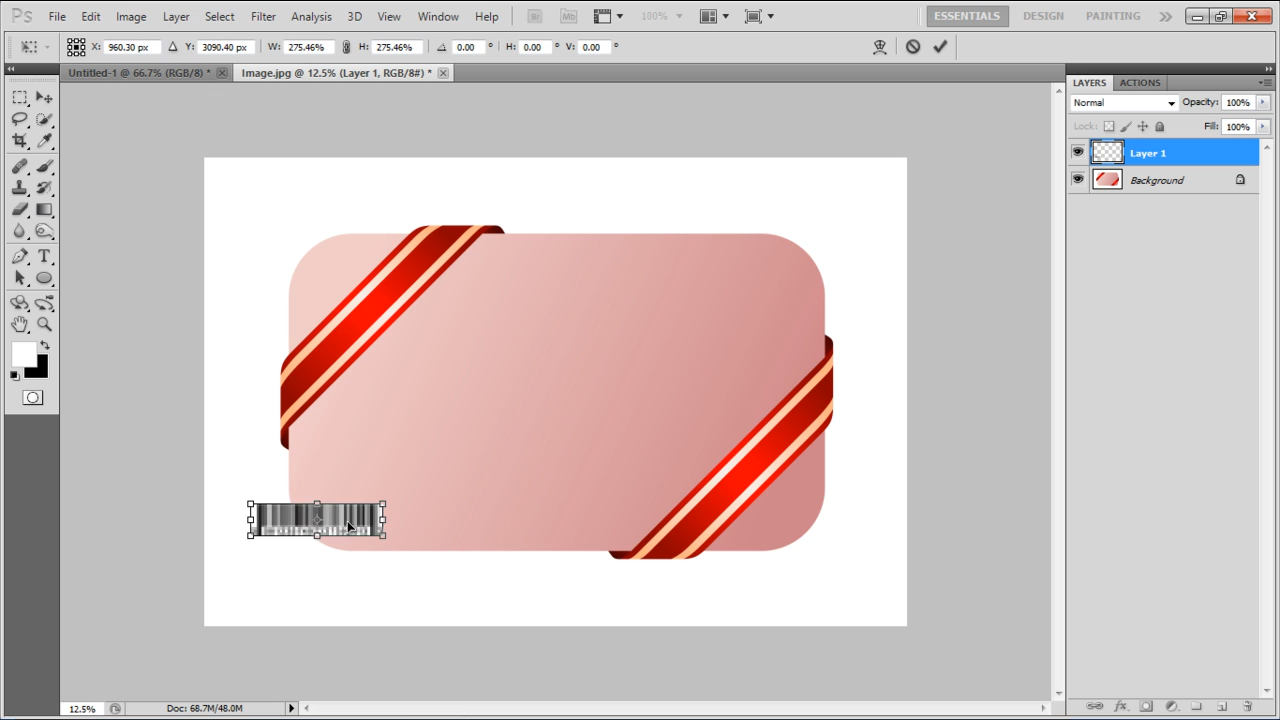 Ps File Edit Image Layer Select Filter Analysis 3D View Window Help Br Mb 100% ESSENTIALS DESIGN PAINTING
X: 960.30 px Y: 3090.40 px W: 275.46% H: 275.46% 0.00 ° H: 0.00 ° V: 0.00 °
Untitled-1 @ 66.7% (RGB/8) * Image.jpg @ 12.5% (Layer 1, RGB/8#) *
LAYERS ACTIONS
Normal Opacity: 100%
Lock: Fill: 100%
Layer 1
Background
12.5% Doc: 68.7M/48.0M